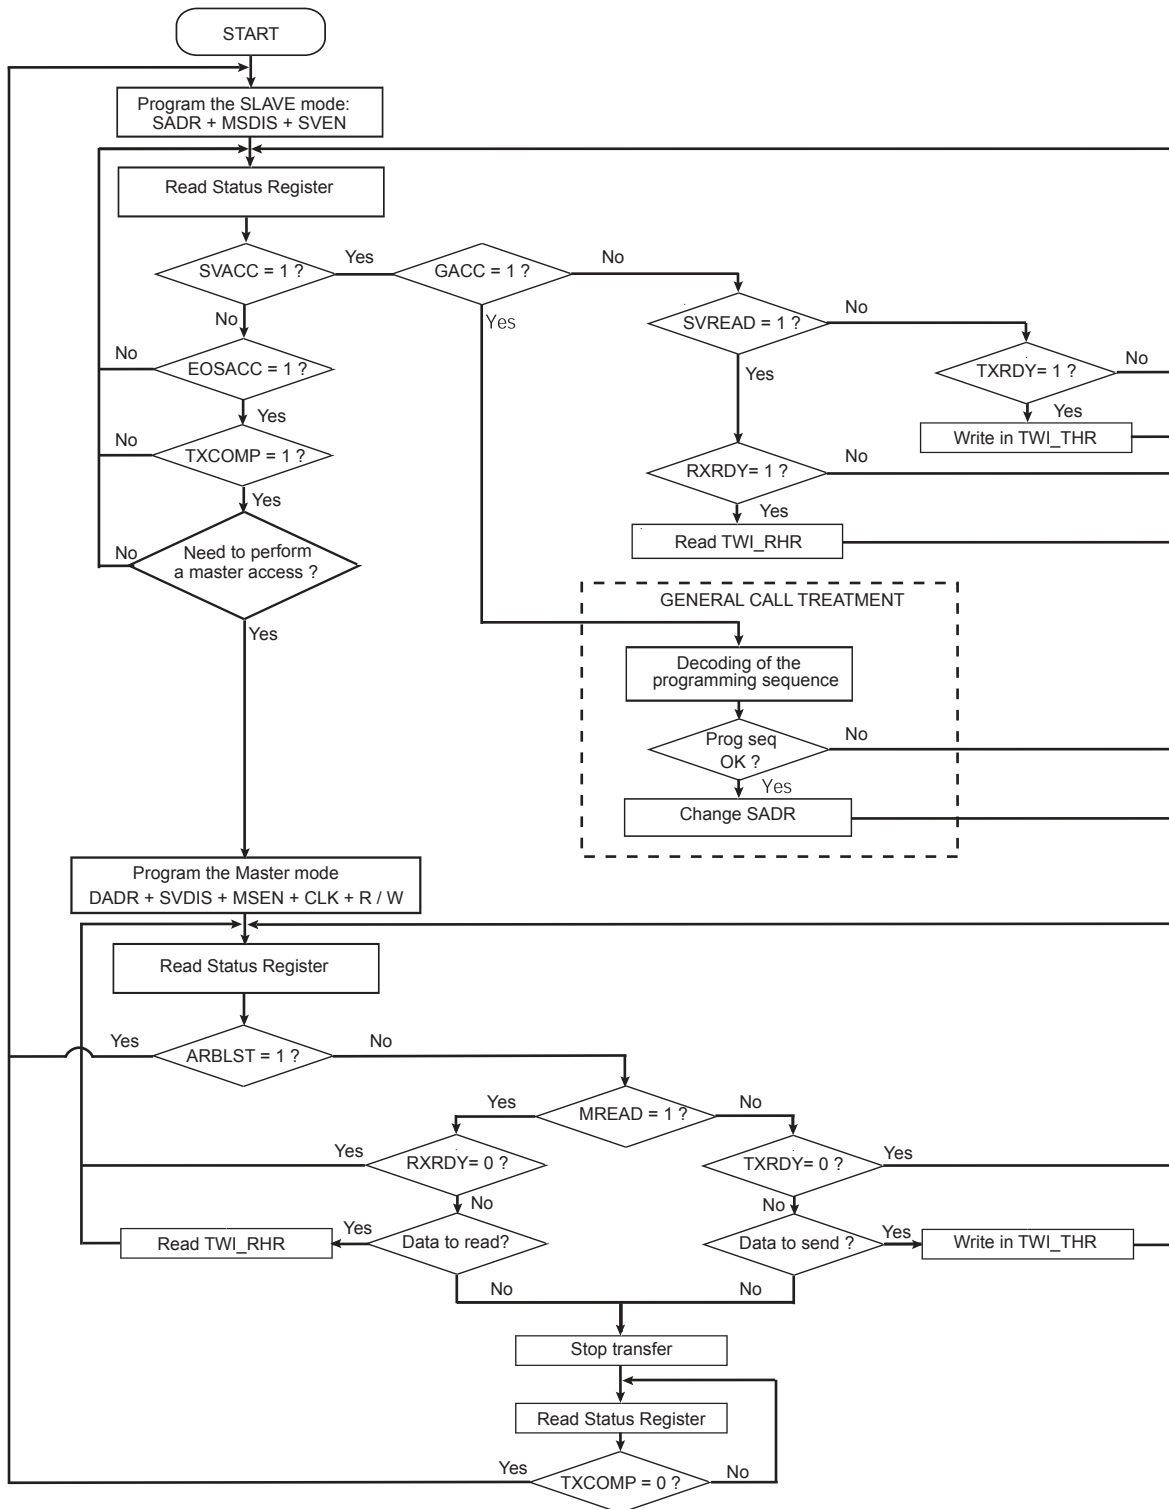 START
Program the SLAVE mode:
SADR + MSDIS + SVEN
Read Status Register
SVACC = 1 ?
Yes
GACC = 1 ?
No
No
Yes
SVREAD = 1 ?
No
EOSACC = 1 ?
No
Yes
TXRDY= 1 ?
No
Yes
Yes
Write in TWI_THR
TXCOMP = 1 ?
No
Yes
RXRDY= 1 ?
No
Yes
Read TWI_RHR
Need to perform
a master access ?
No
Yes
GENERAL CALL TREATMENT
Decoding of the
programming sequence
Prog seq
OK ?
No
Yes
Change SADR
Program the Master mode
DADR + SVDIS + MSEN + CLK + R / W
Read Status Register
Yes
ARBLST = 1 ?
No
Yes
MREAD = 1 ?
No
Yes
RXRDY= 0 ?
TXRDY= 0 ?
Yes
No
No
Read TWI_RHR
Yes
Data to read?
Data to send ?
Yes
Write in TWI_THR
No
No
Stop transfer
Read Status Register
Yes
TXCOMP = 0 ?
No